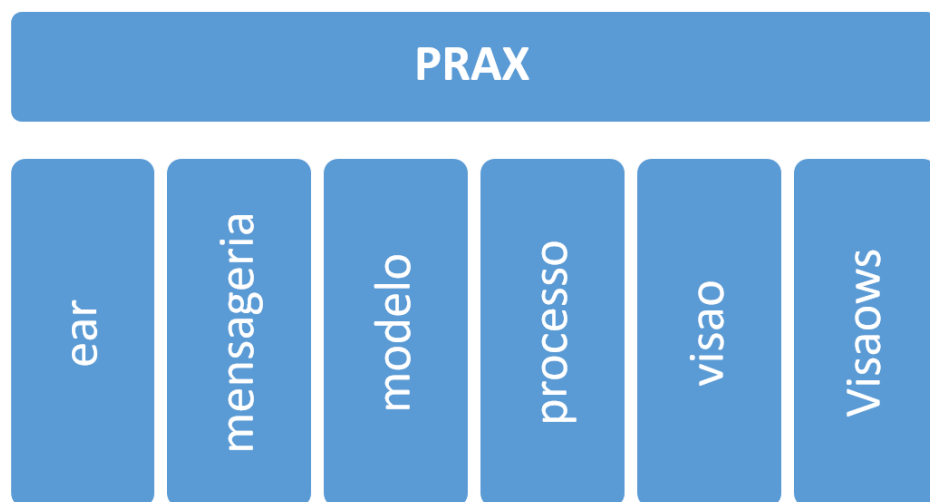 PRAX
ear
mensageria
modelo
processo
visao
Visaows